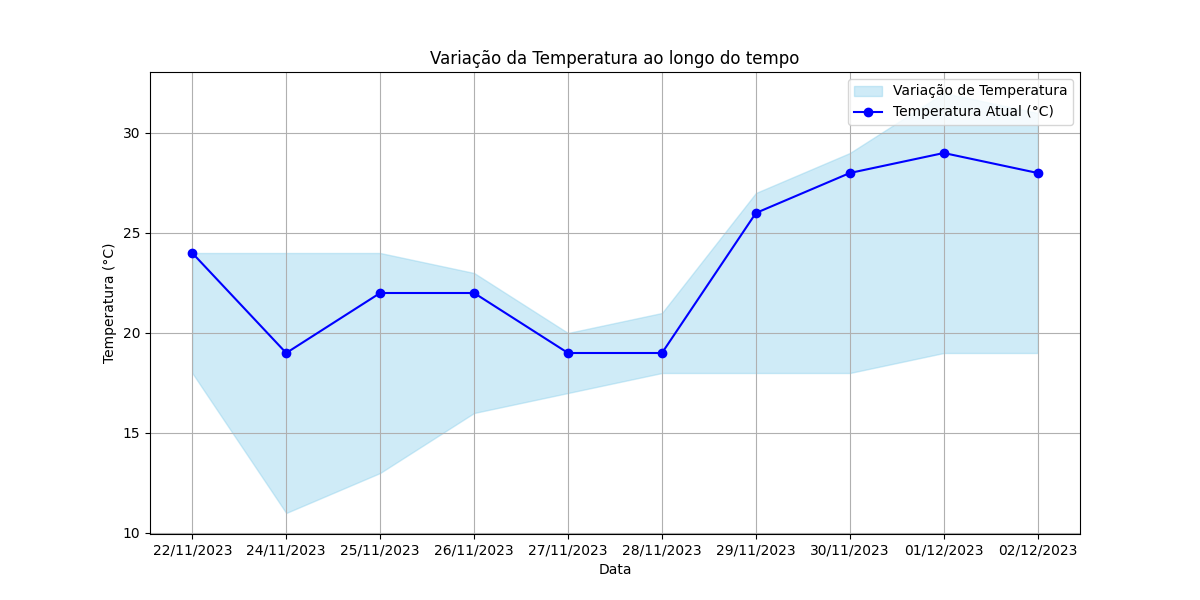 Variação da Temperatura ao longo do tempo
Variação de Temperatura
Temperatura Atual (°C)
Temperatura (°C)
30
25
20
15
10
22/11/2023 24/11/2023 25/11/2023 26/11/2023 27/11/2023 28/11/2023 29/11/2023 30/11/2023 01/12/2023 02/12/2023
Data